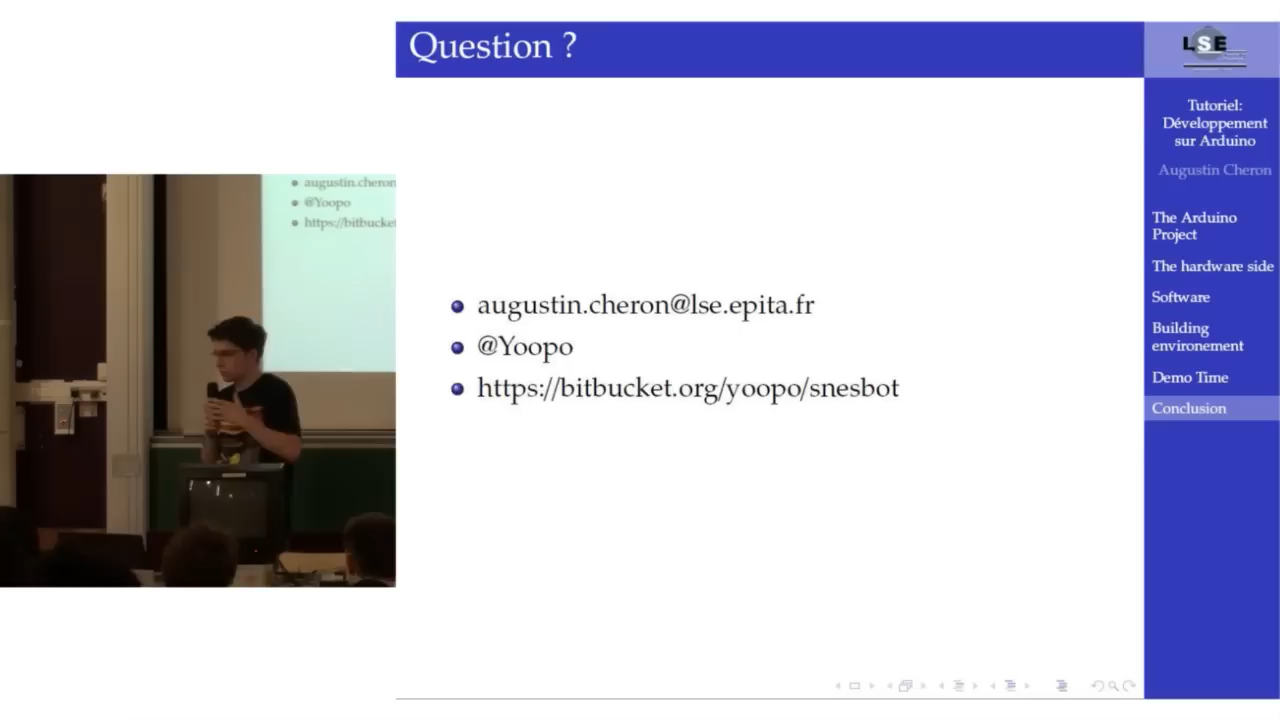 Question ?
LSE
Tutoriel:
Développement
sur Arduino
Augustin Cheron
The Arduino
Project
The hardware side
Software
Building
environement
Demo Time
Conclusion
augustin.cheron@lse.epita.fr
@Yoopo
https://bitbucket.org/yoopo/snesbot
augustin.cheron
@Yoopo
https://bitbucket